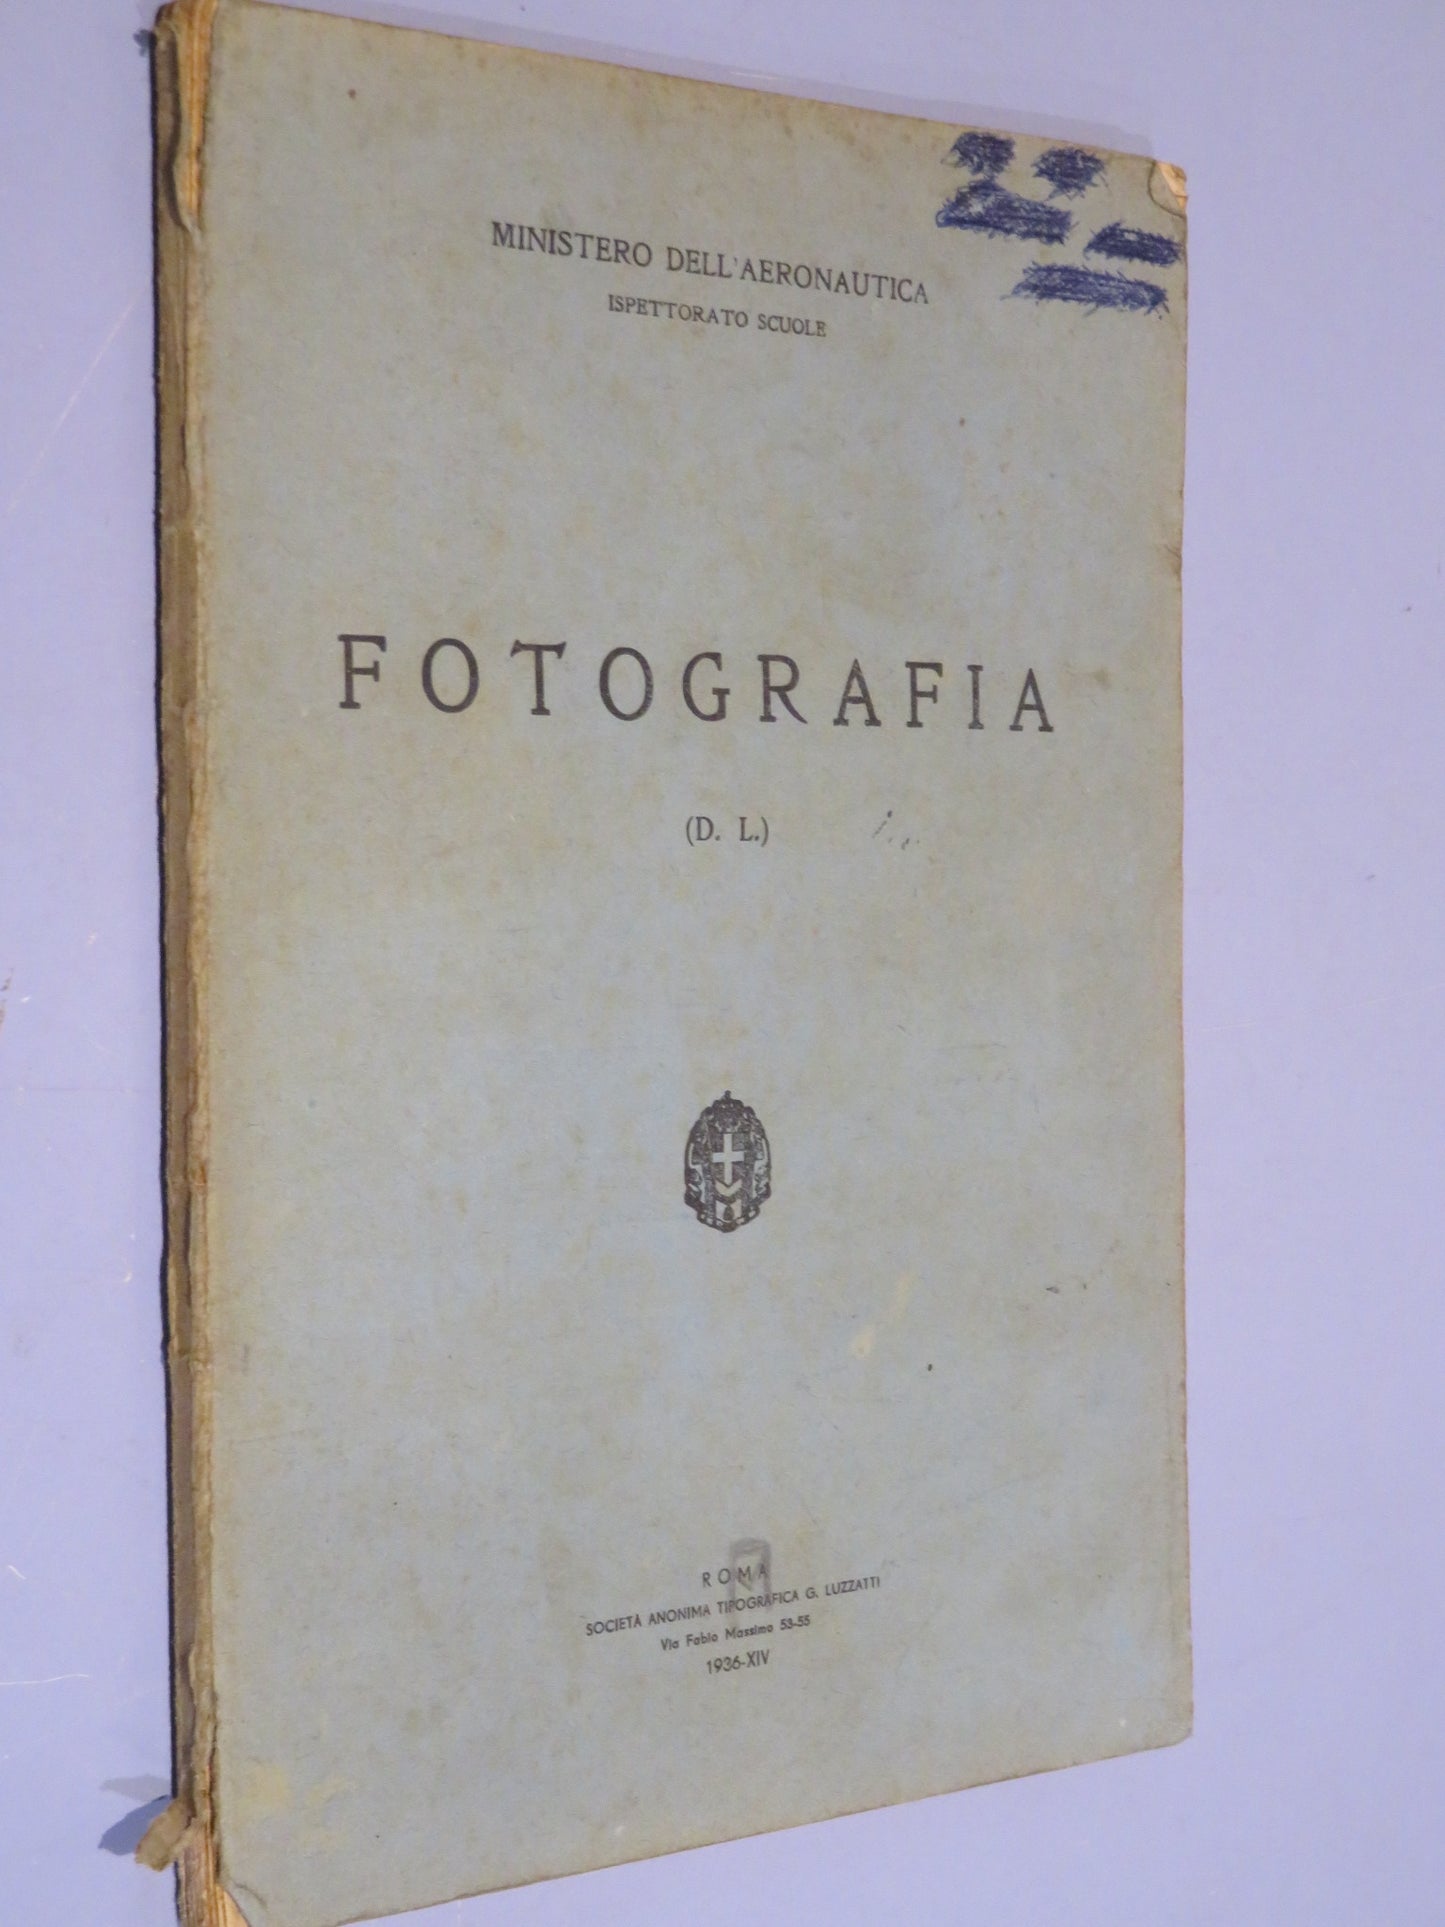 MINISTERO DELL'AERONAUTICA
ISPETTORATO SCUOLE
FOTOGRAFIA
(D. L.)
ROMA
SOCIETÀ ANONIMA TIPOGRAFICA G. LUZZATTI
Via Fabio Massimo 53-55
1936-XIV